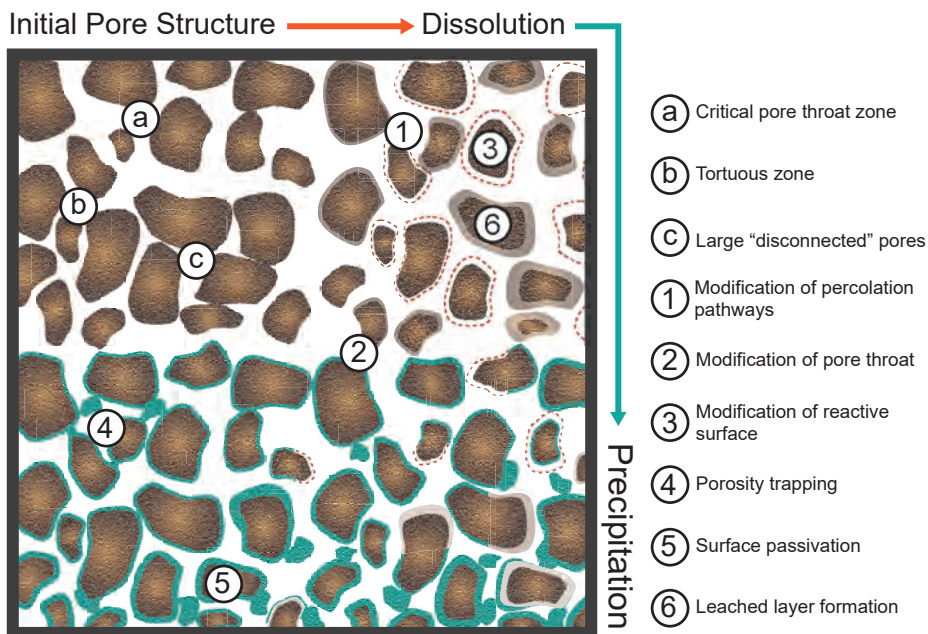 Initial Pore Structure
Dissolution
a
b
c
1
2
3
4
5
6
Precipitation
a Critical pore throat zone
b Tortuous zone
c Large “disconnected” pores
1 Modification of percolation
pathways
2 Modification of pore throat
3 Modification of reactive
surface
4 Porosity trapping
5 Surface passivation
6 Leached layer formation